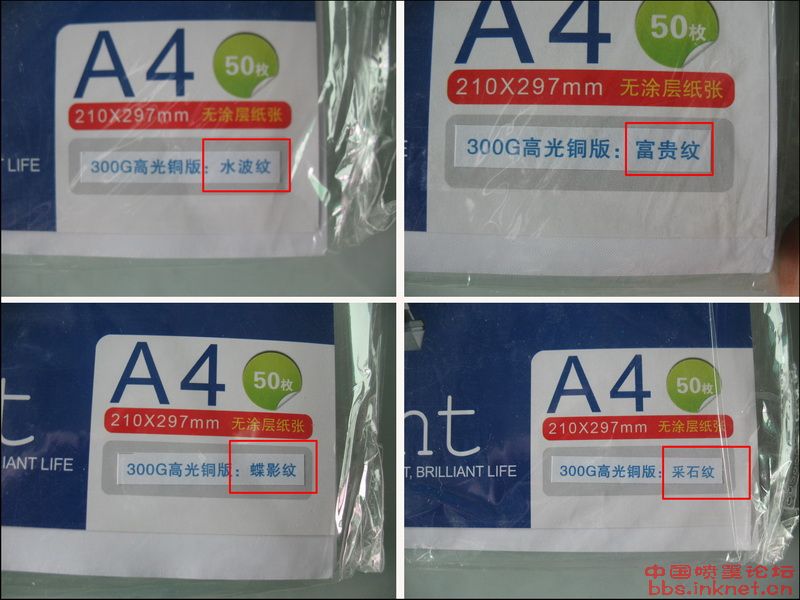 A4
50枚
210X297mm 无涂层纸张
T LIFE
300G高光铜版：水波纹
A4
50枚
210X297mm 无涂层纸张
300G高光铜版：富贵纹
A4
50枚
t
210X297mm 无涂层纸张
LIANT LIFE
300G高光铜版：蝶影纹
A4
50枚
nt
210X297mm 无涂层纸张
T, BRILLIANT LIFE
300G高光铜版：采石纹
中国喷墨论坛
bbs.inknet.cn